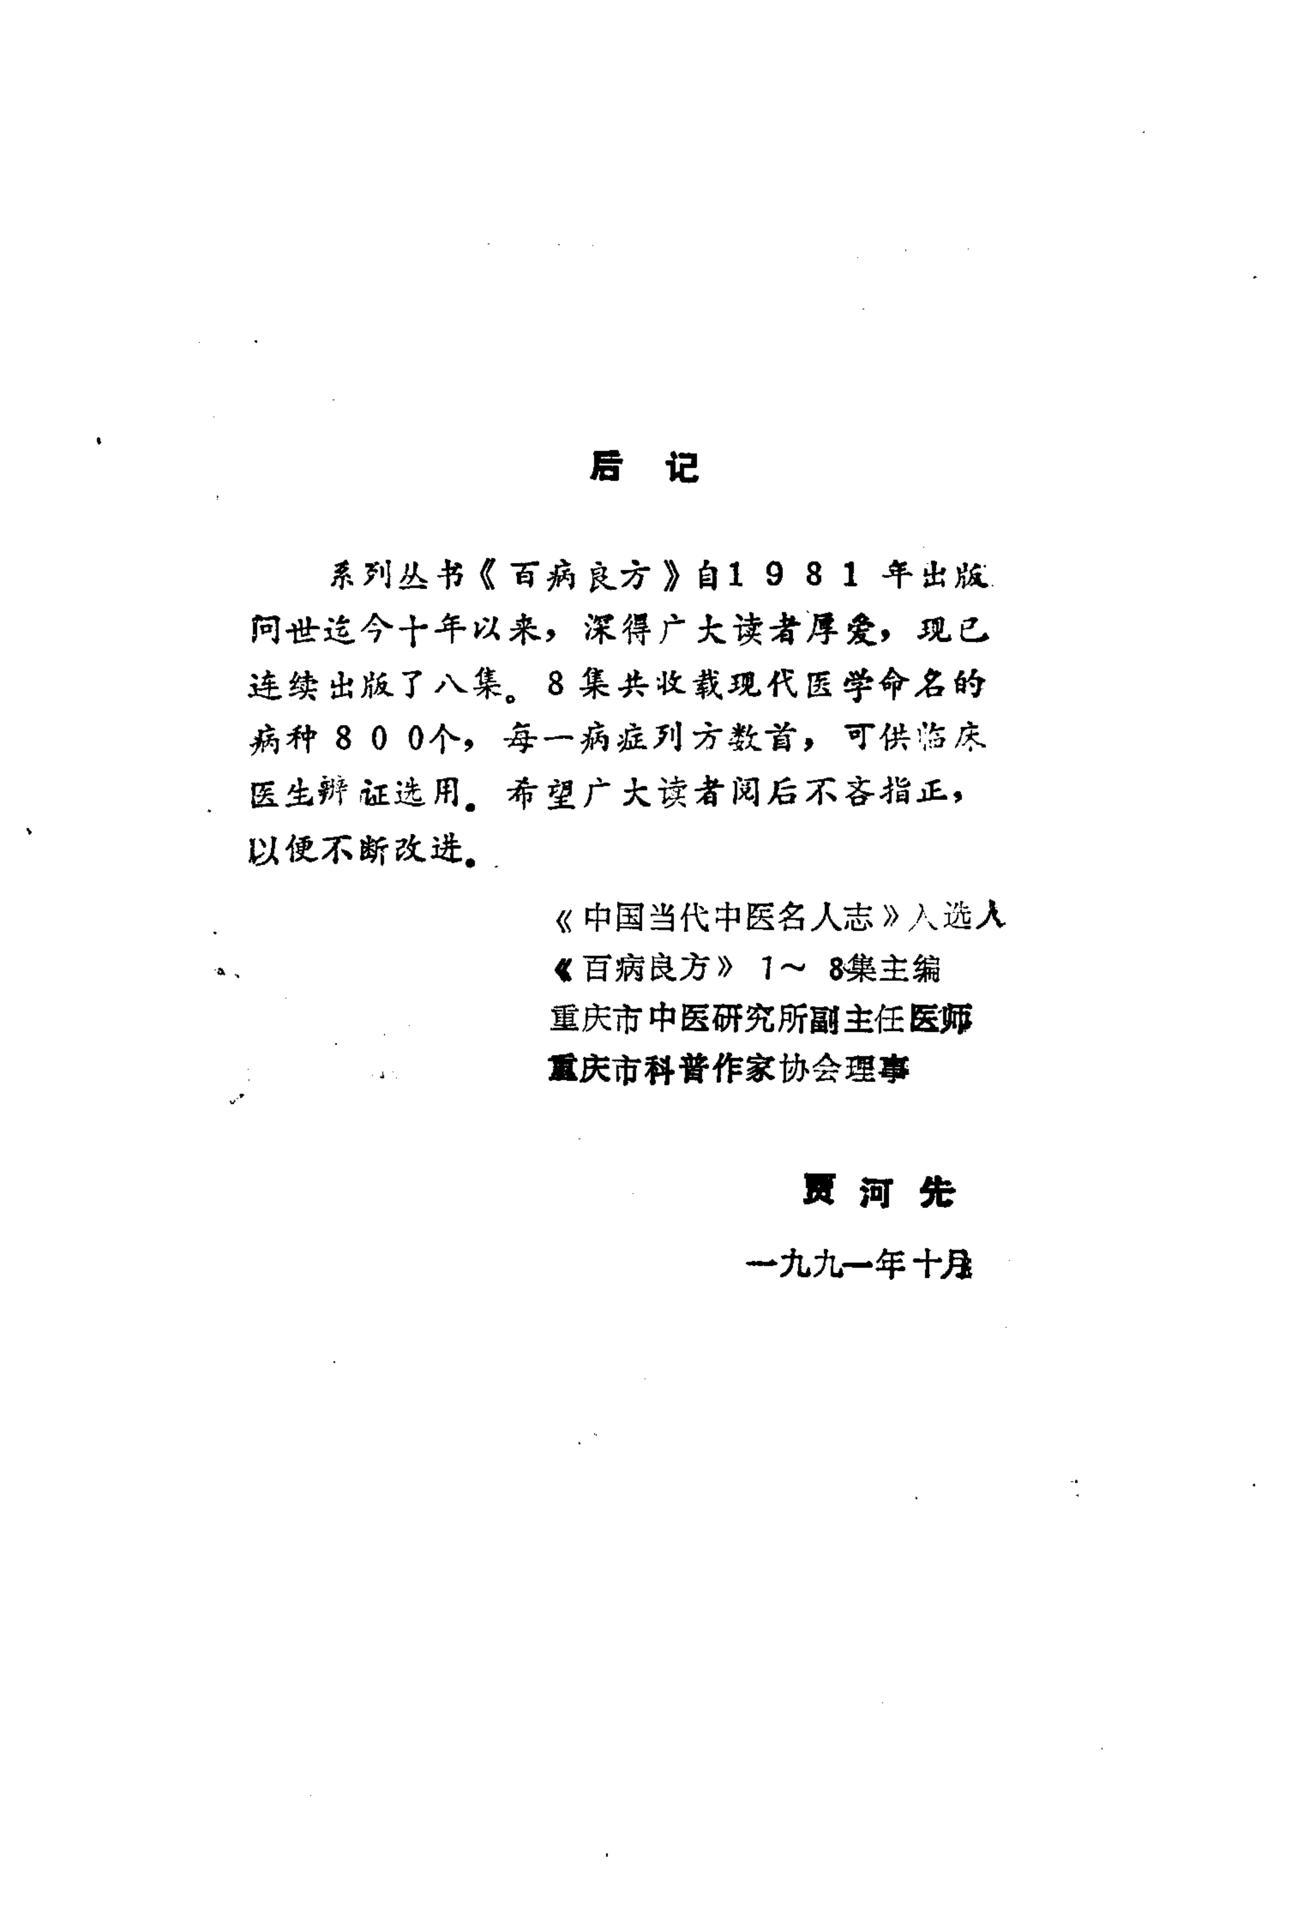 后 记
系列丛书《百病良方》自1981年出版
问世迄今十年以来，深得广大读者厚爱，现已
连续出版了八集。8集共收载现代医学命名的
病种800个，每一病症列方数首，可供临床
医生辨证选用。希望广大读者阅后不吝指正，
以便不断改进。
《中国当代中医名人志》入选人
《百病良方》1～8集主编
重庆市中医研究所副主任医师
重庆市科普作家协会理事
贾河先
一九九一年十月